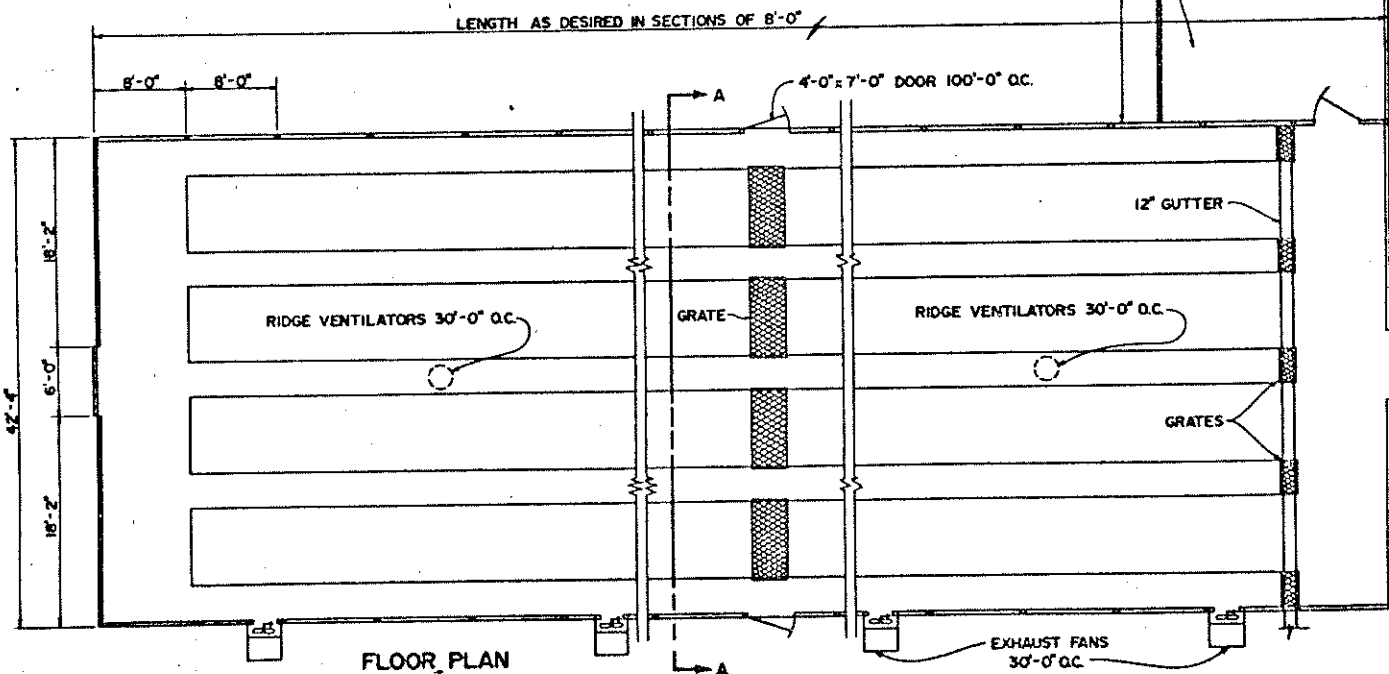 LENGTH AS DESIRED IN SECTIONS OF 8'-0"
8'-0"
8'-0"
A
4'-0" x 7'-0" DOOR 100'-0" O.C.
18'-2"
12" GUTTER
RIDGE VENTILATORS 30'-0" O.C.
GRATE
RIDGE VENTILATORS 30'-0" O.C.
42'-4"
6'-0"
GRATES
18'-2"
EXHAUST FANS
30'-0" O.C.
FLOOR PLAN
A